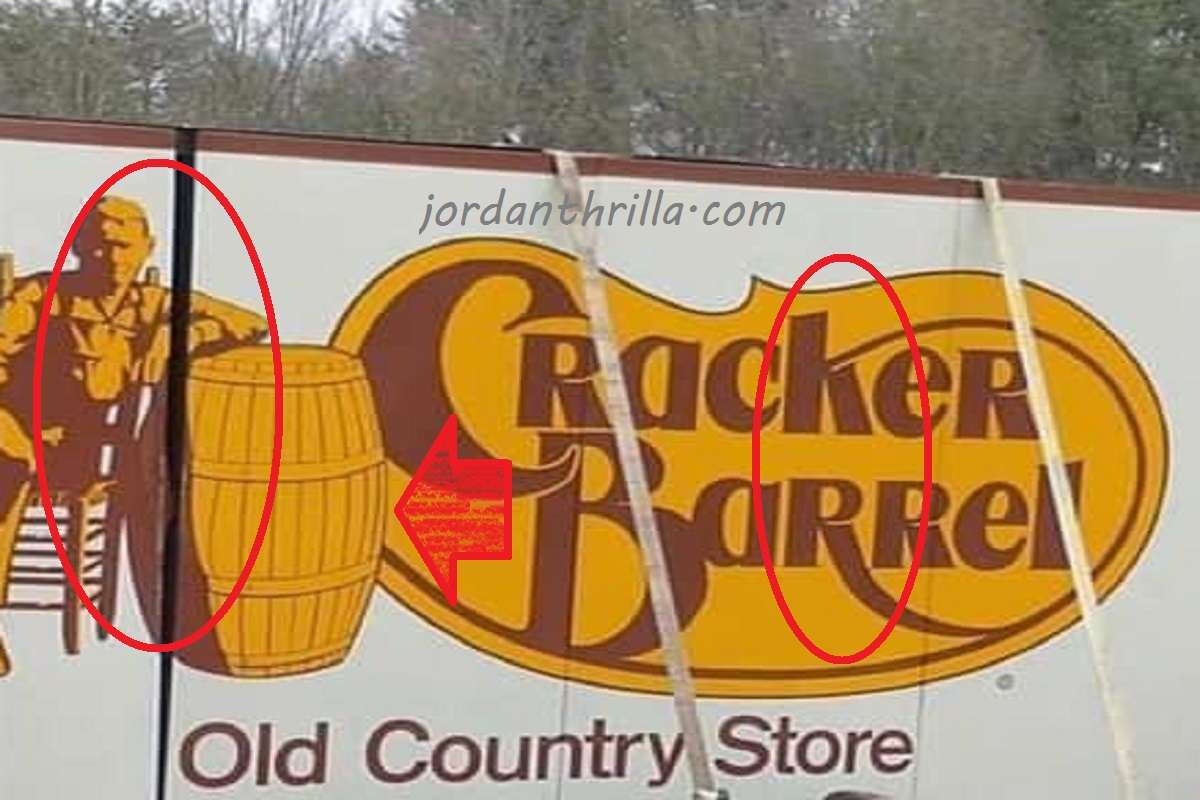 jordanthrilla.com
Cracker
Barrel
Old Country Store